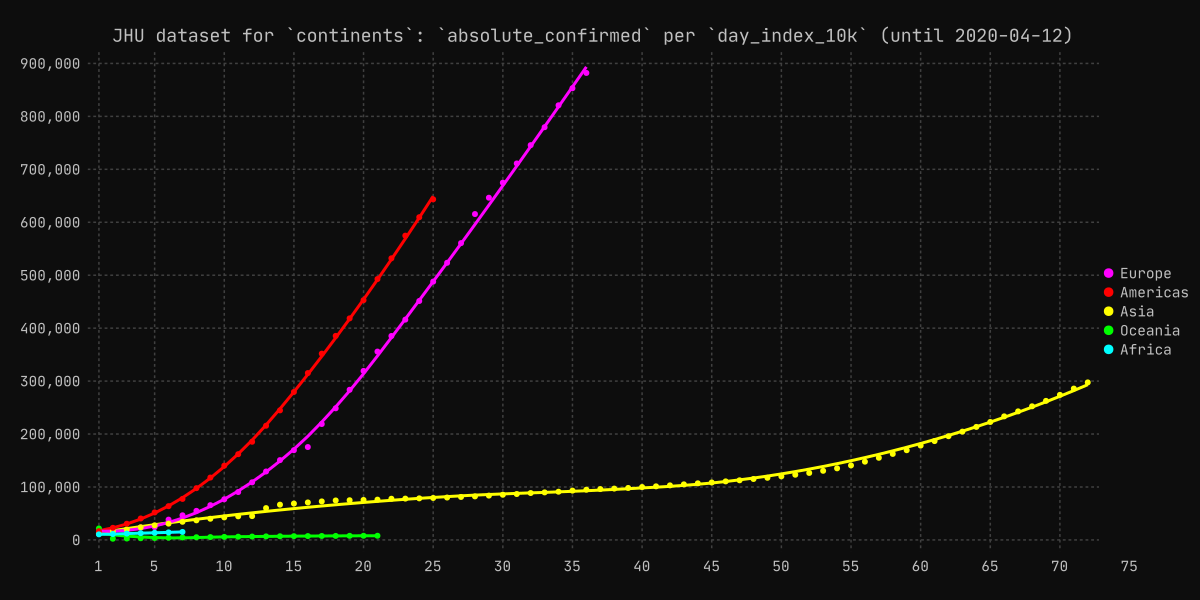 JHU dataset for `continents`: `absolute_confirmed` per `day_index_10k` (until 2020-04-12)
900,000
800,000
700,000
600,000
500,000
400,000
300,000
200,000
100,000
0
1 5 10 15 20 25 30 35 40 45 50 55 60 65 70 75
Europe
Americas
Asia
Oceania
Africa